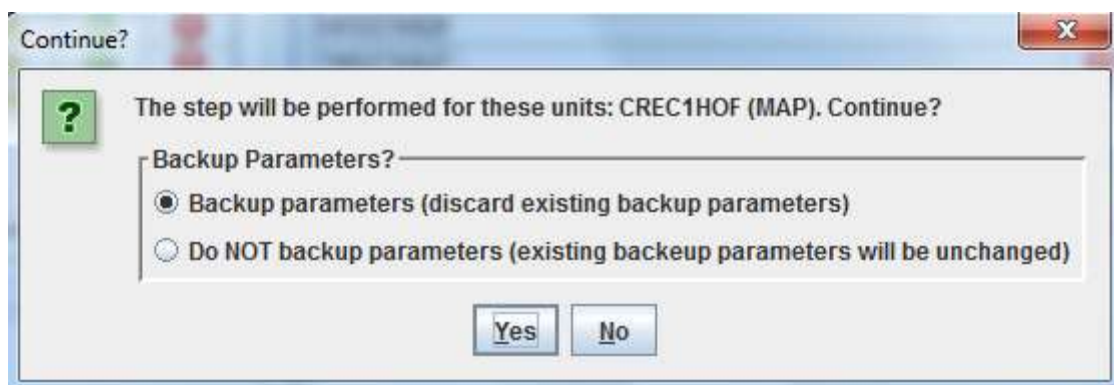 Continue?
x
?
The step will be performed for these units: CREC1HOF (MAP). Continue?
Backup Parameters?
Backup parameters (discard existing backup parameters)
Do NOT backup parameters (existing backeup parameters will be unchanged)
Yes No